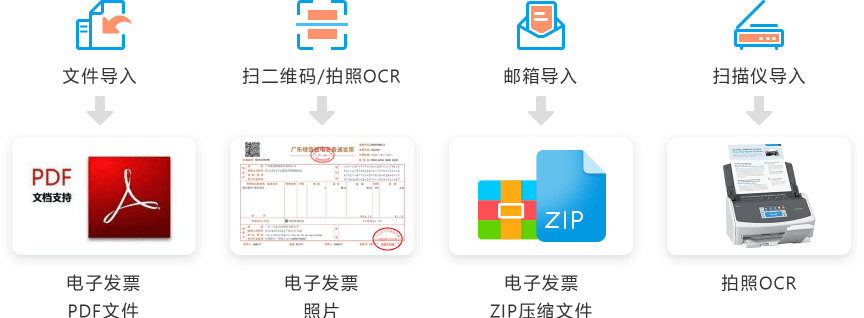 文件导入
扫二维码/拍照OCR
邮箱导入
扫描仪导入
PDF
文档支持
广东增值税电子普通发票
ZIP
电子发票
PDF文件
电子发票
照片
电子发票
ZIP压缩文件
拍照OCR